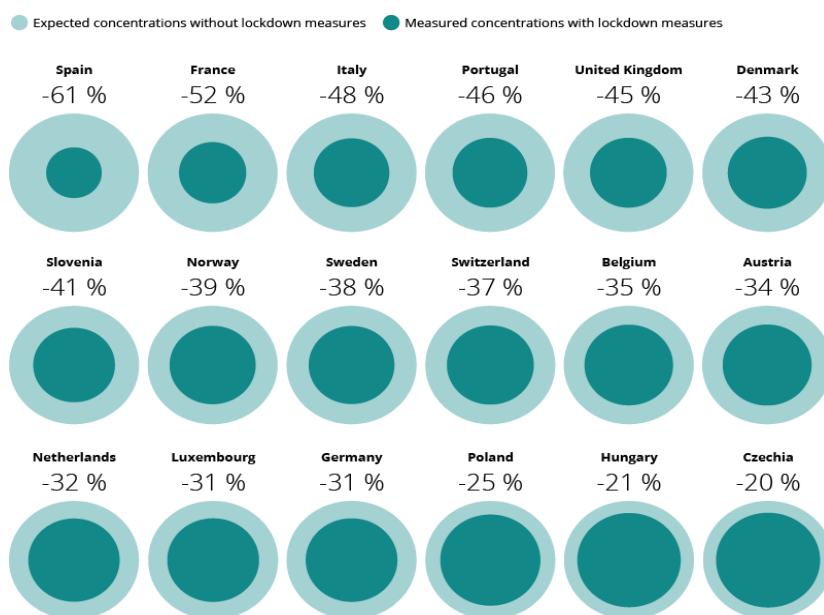 Expected concentrations without lockdown measures Measured concentrations with lockdown measures
Spain France Italy Portugal United Kingdom Denmark
-61 % -52 % -48 % -46 % -45 % -43 %
Slovenia Norway Sweden Switzerland Belgium Austria
-41 % -39 % -38 % -37 % -35 % -34 %
Netherlands Luxembourg Germany Poland Hungary Czechia
-32 % -31 % -31 % -25 % -21 % -20 %